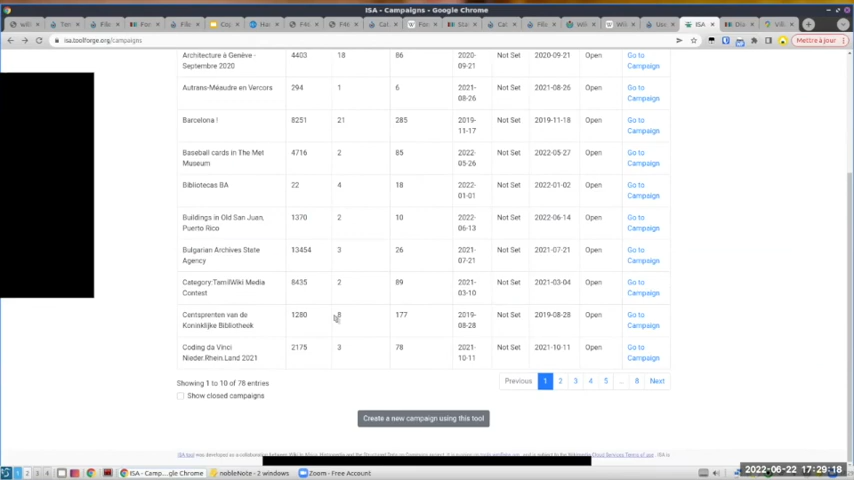 ISA - Campaigns - Google Chrome
isa.toolforge.org/campaigns
Mettre à jour
Architecture à Genève - 4403 18 86 2020- Not Set 2020-09-21 Open Go to
Septembre 2020 09-21 Campaign
Autrans-Méaudre en Vercors 294 1 6 2021- Not Set 2021-08-26 Open Go to
08-26 Campaign
Barcelona ! 8251 21 285 2019- Not Set 2019-11-18 Open Go to
11-17 Campaign
Baseball cards in The Met 4716 2 85 2022- Not Set 2022-05-27 Open Go to
Museum 05-26 Campaign
Bibliotecas BA 22 4 18 2022- Not Set 2022-01-02 Open Go to
01-01 Campaign
Buildings in Old San Juan, 1370 2 10 2022- Not Set 2022-06-14 Open Go to
Puerto Rico 06-13 Campaign
Bulgarian Archives State 13454 3 26 2021- Not Set 2021-07-21 Open Go to
Agency 07-21 Campaign
Category:TamilWiki Media 8435 2 89 2021- Not Set 2021-03-04 Open Go to
Contest 03-10 Campaign
Centsprenten van de 1280 8 177 2019- Not Set 2019-08-28 Open Go to
Koninklijke Bibliotheek 08-28 Campaign
Coding da Vinci 2175 3 78 2021- Not Set 2021-10-11 Open Go to
Nieder.Rhein.Land 2021 10-11 Campaign
Showing 1 to 10 of 78 entries
Previous 1 2 3 4 5 ... 8 Next
Show closed campaigns
Create a new campaign using this tool
1 2 3 4 ISA - Camp...gle Chrome nobleNote - 2 windows Zoom - Free Account
2022-06-22 17:29:18